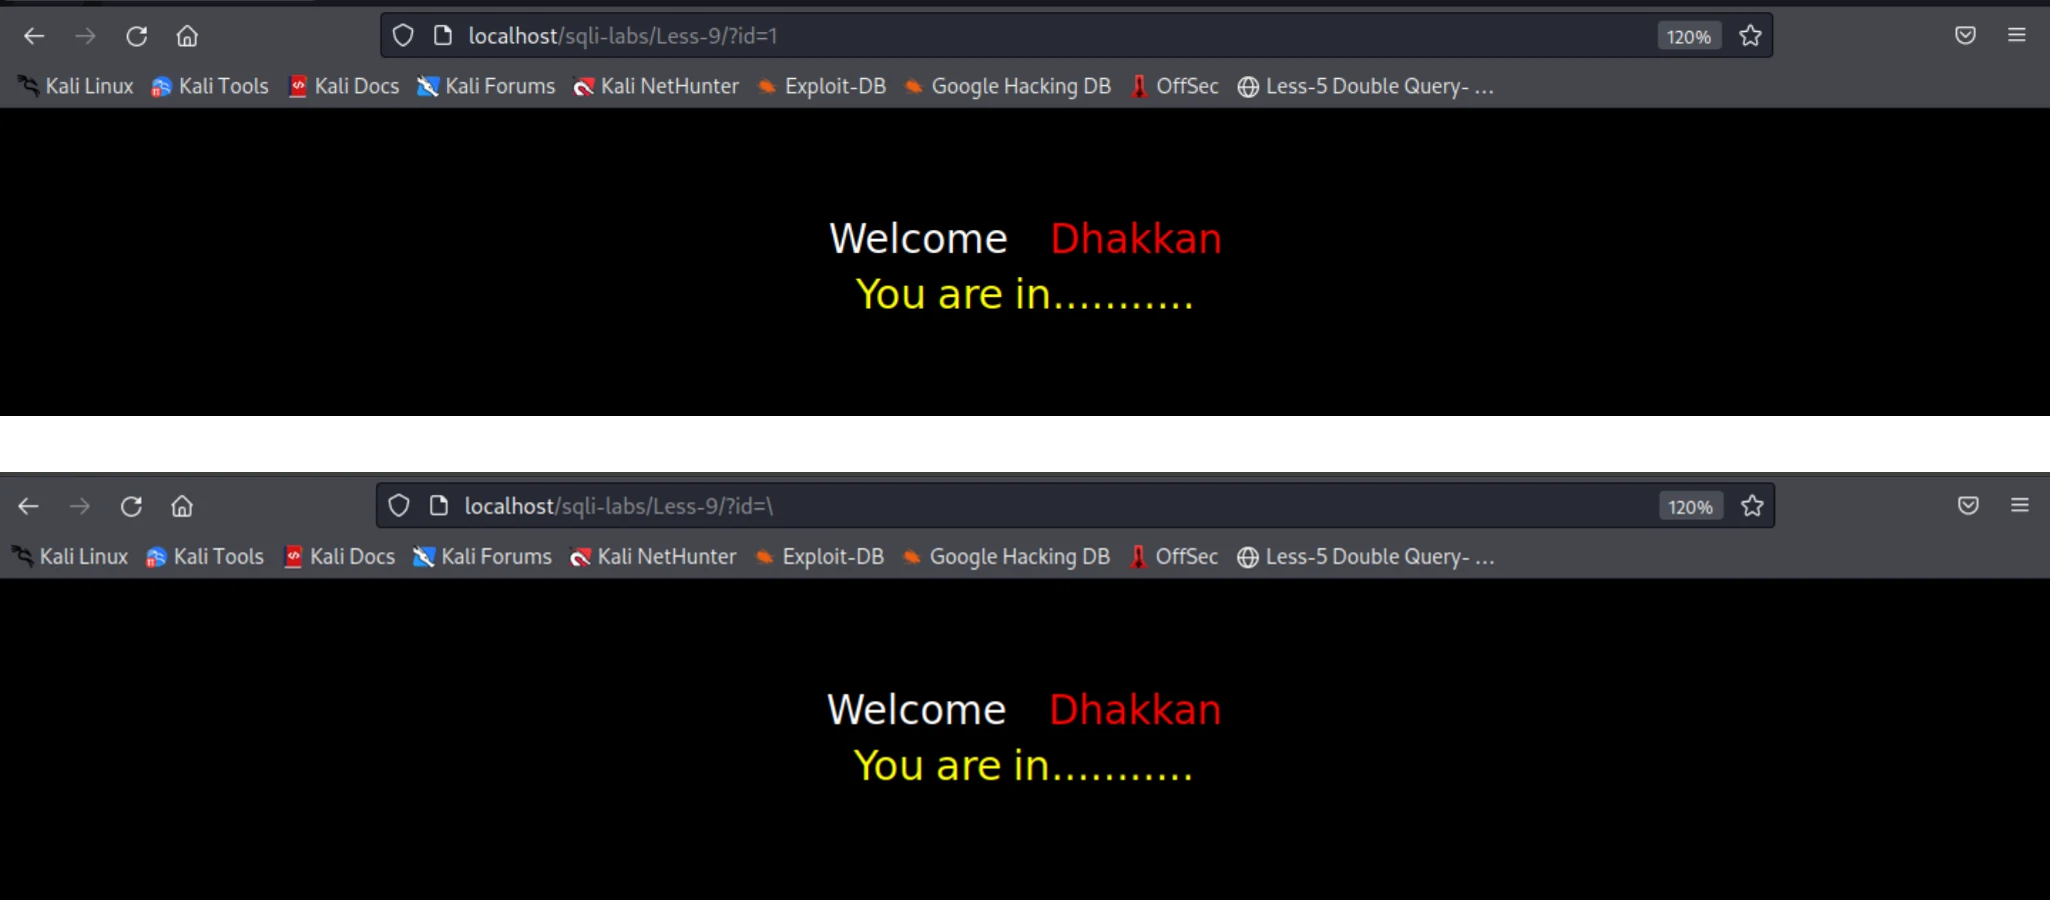 localhost/sqli-labs/Less-9/?id=1 120%
Kali Linux Kali Tools Kali Docs Kali Forums Kali NetHunter Exploit-DB Google Hacking DB OffSec Less-5 Double Query- …
Welcome Dhakkan
You are in...........
localhost/sqli-labs/Less-9/?id=\ 120%
Kali Linux Kali Tools Kali Docs Kali Forums Kali NetHunter Exploit-DB Google Hacking DB OffSec Less-5 Double Query- …
Welcome Dhakkan
You are in...........